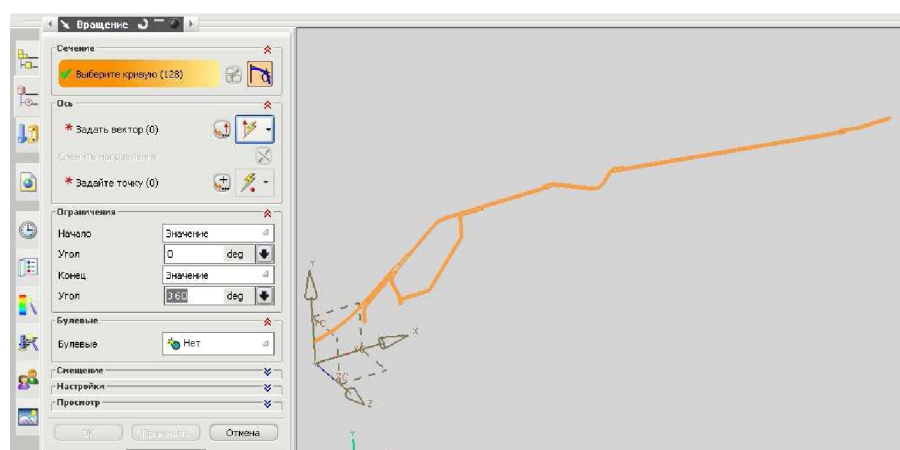 Вращение
Сечение
Выберите кривую (128)
Ось
* Задать вектор (0)
Сменить направление
* Задайте точку (0)
Ограничения
Начало Значение
Угол 0 deg
Конец Значение
Угол 360 deg
Булевые
Булевые Нет
Смещение
Настройки
Просмотр
OK Применить Отмена
Y
X
YC
XC
ZC
Z
Y